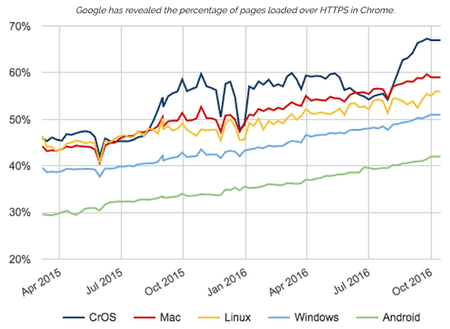 Google has revealed the percentage of pages loaded over HTTPS in Chrome.
70%
60%
50%
40%
30%
20%
Apr 2015 Jul 2015 Oct 2015 Jan 2016 Apr 2016 Jul 2016 Oct 2016
CrOS Mac Linux Windows Android